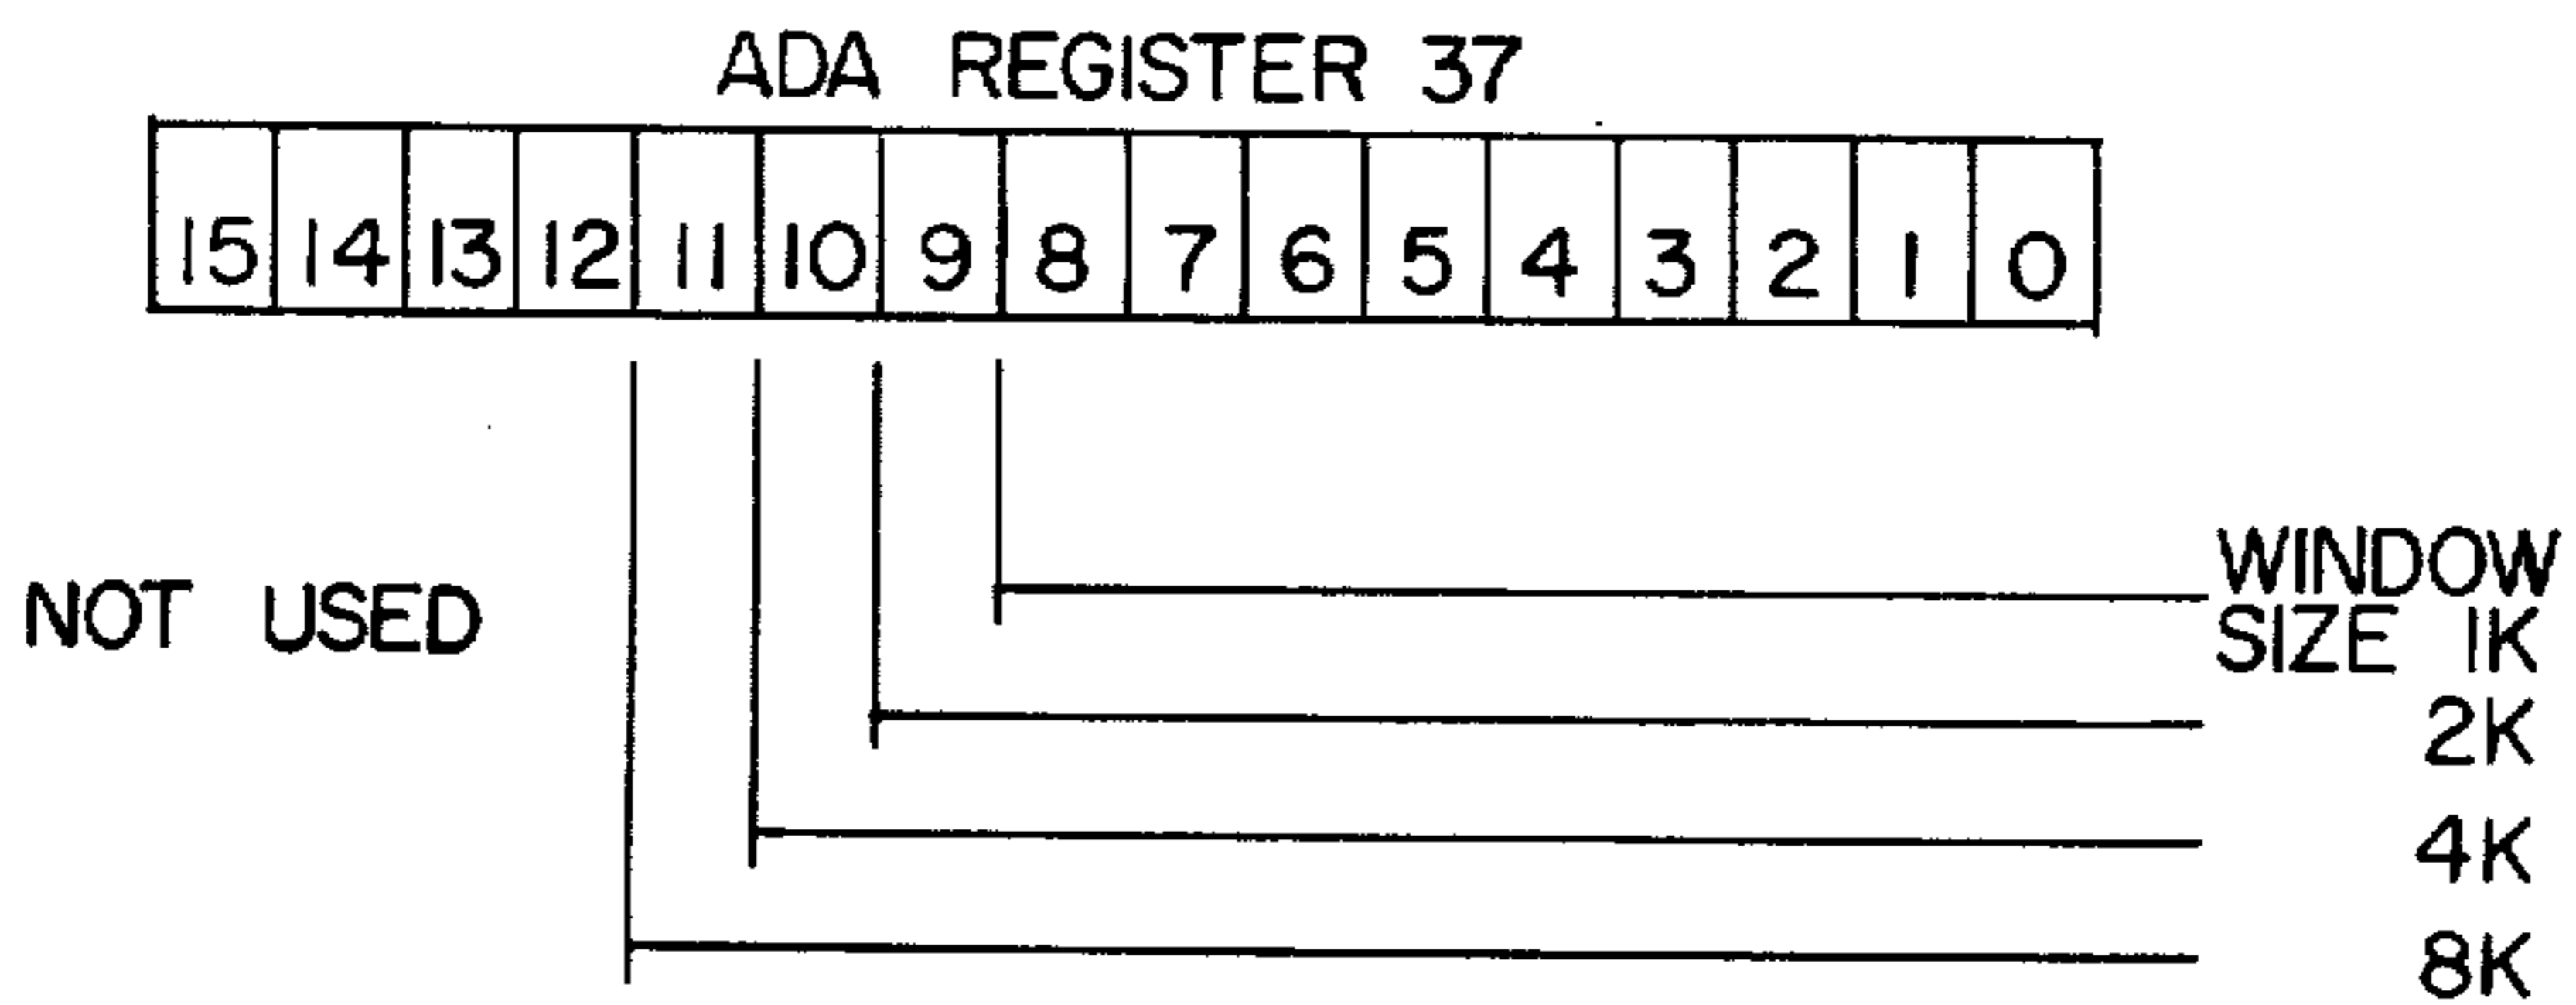 ADA REGISTER 37
15 14 13 12 11 10 9 8 7 6 5 4 3 2 1 0
WINDOW
NOT USED
SIZE 1K
2K
4K
8K